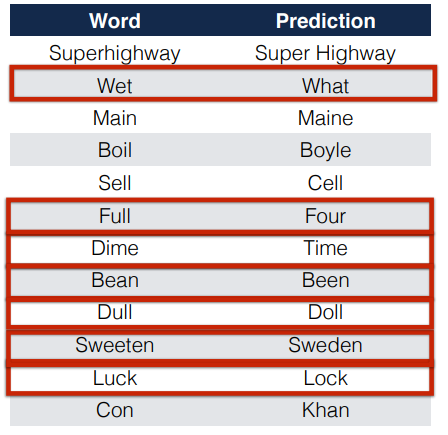 Word Prediction
Superhighway Super Highway
Wet What
Main Maine
Boil Boyle
Sell Cell
Full Four
Dime Time
Bean Been
Dull Doll
Sweeten Sweden
Luck Lock
Con Khan